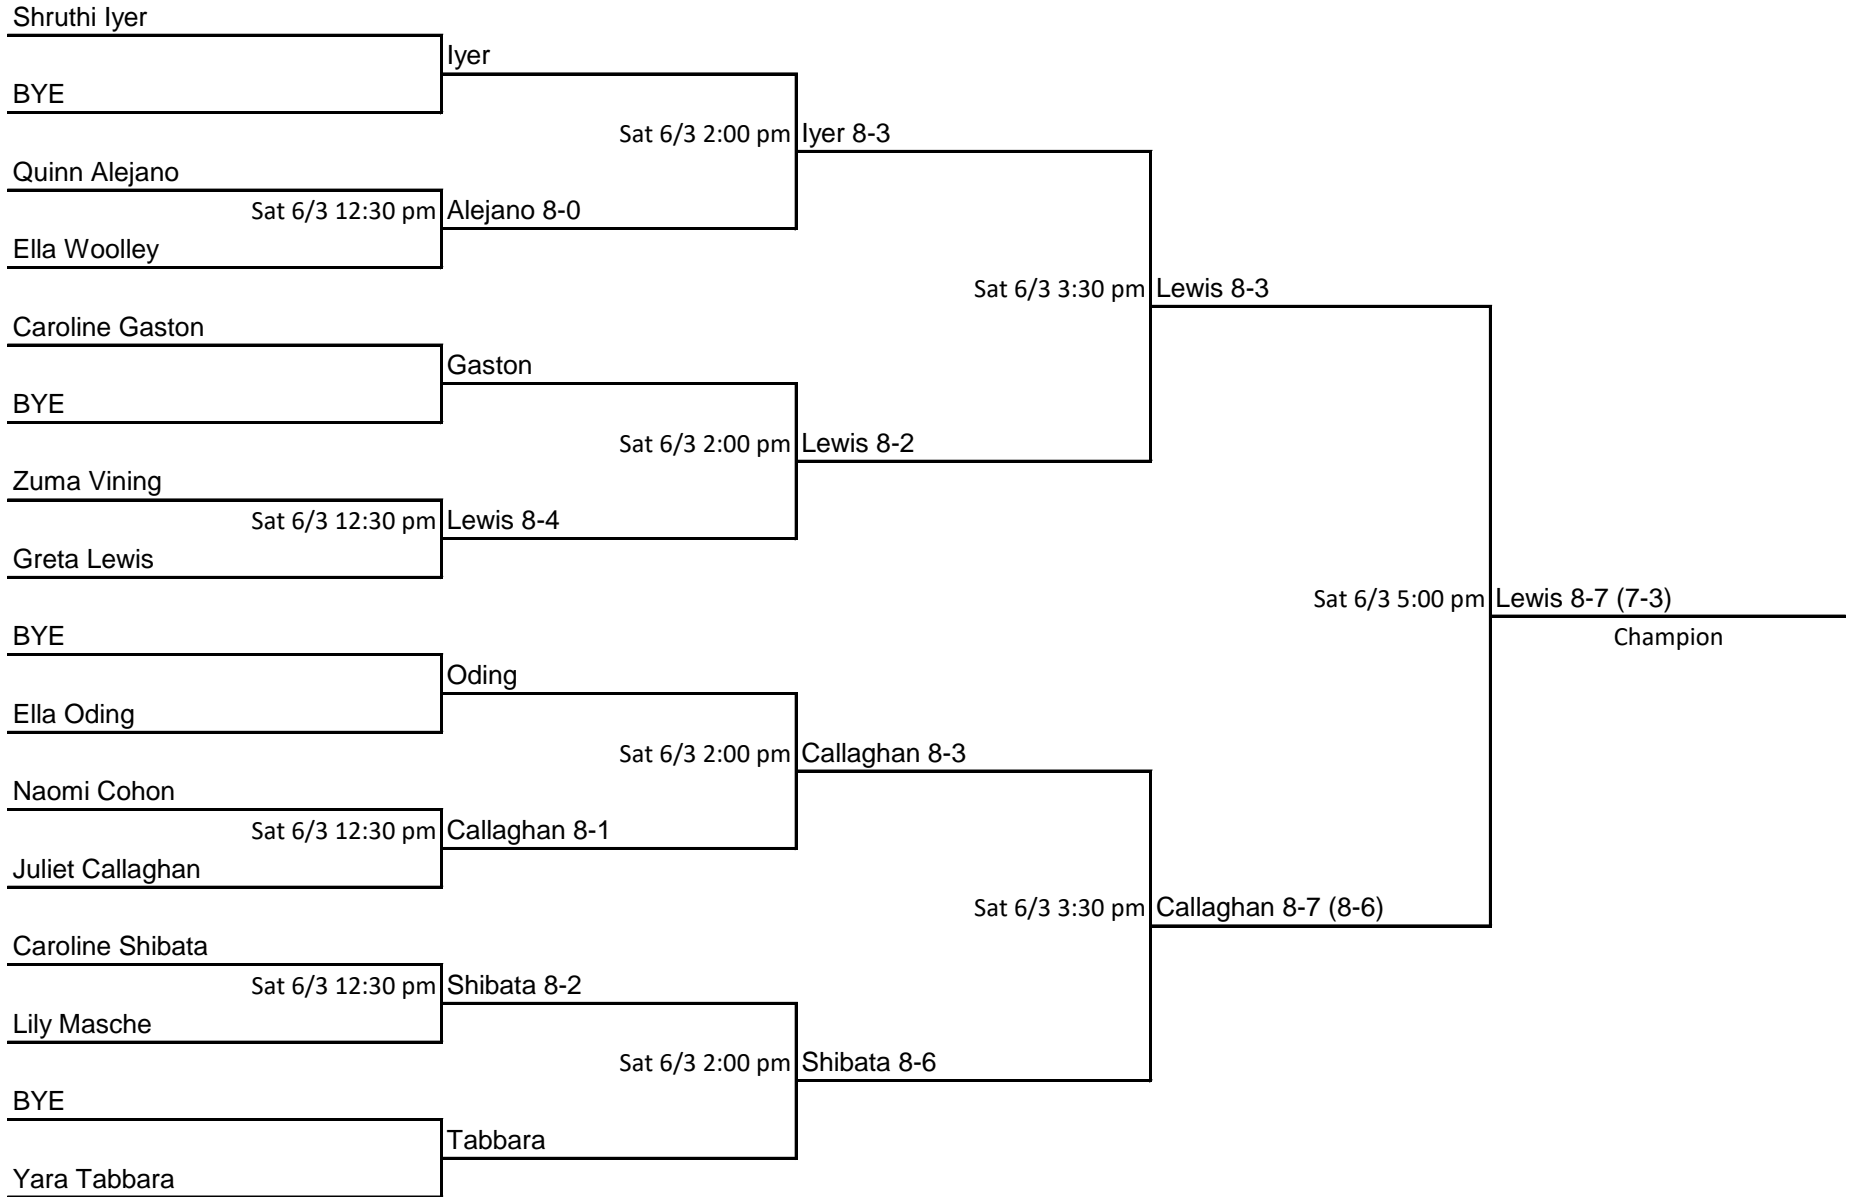 Shruthi Iyer
Iyer
BYE
Sat 6/3 2:00 pm Iyer 8-3
Quinn Alejano
Sat 6/3 12:30 pm Alejano 8-0
Ella Woolley
Sat 6/3 3:30 pm Lewis 8-3
Caroline Gaston
Gaston
BYE
Sat 6/3 2:00 pm Lewis 8-2
Zuma Vining
Sat 6/3 12:30 pm Lewis 8-4
Greta Lewis
Sat 6/3 5:00 pm Lewis 8-7 (7-3)
BYE
Champion
Oding
Ella Oding
Sat 6/3 2:00 pm Callaghan 8-3
Naomi Cohon
Sat 6/3 12:30 pm Callaghan 8-1
Juliet Callaghan
Sat 6/3 3:30 pm Callaghan 8-7 (8-6)
Caroline Shibata
Sat 6/3 12:30 pm Shibata 8-2
Lily Masche
Sat 6/3 2:00 pm Shibata 8-6
BYE
Tabbara
Yara Tabbara